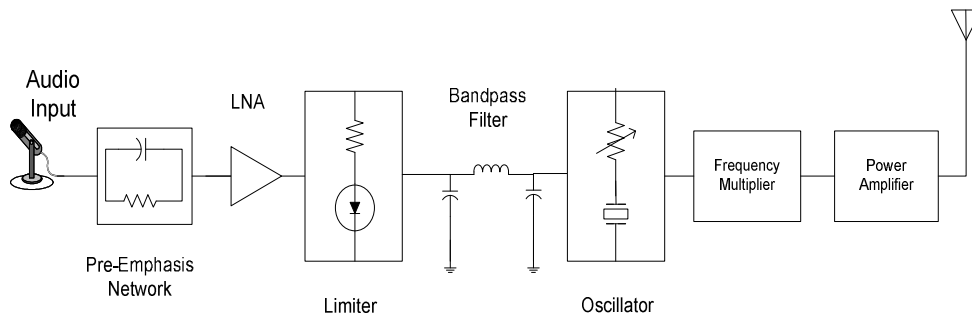 Audio
Input
LNA
Bandpass
Filter
Frequency
Multiplier
Power
Amplifier
Pre-Emphasis
Network
Limiter
Oscillator